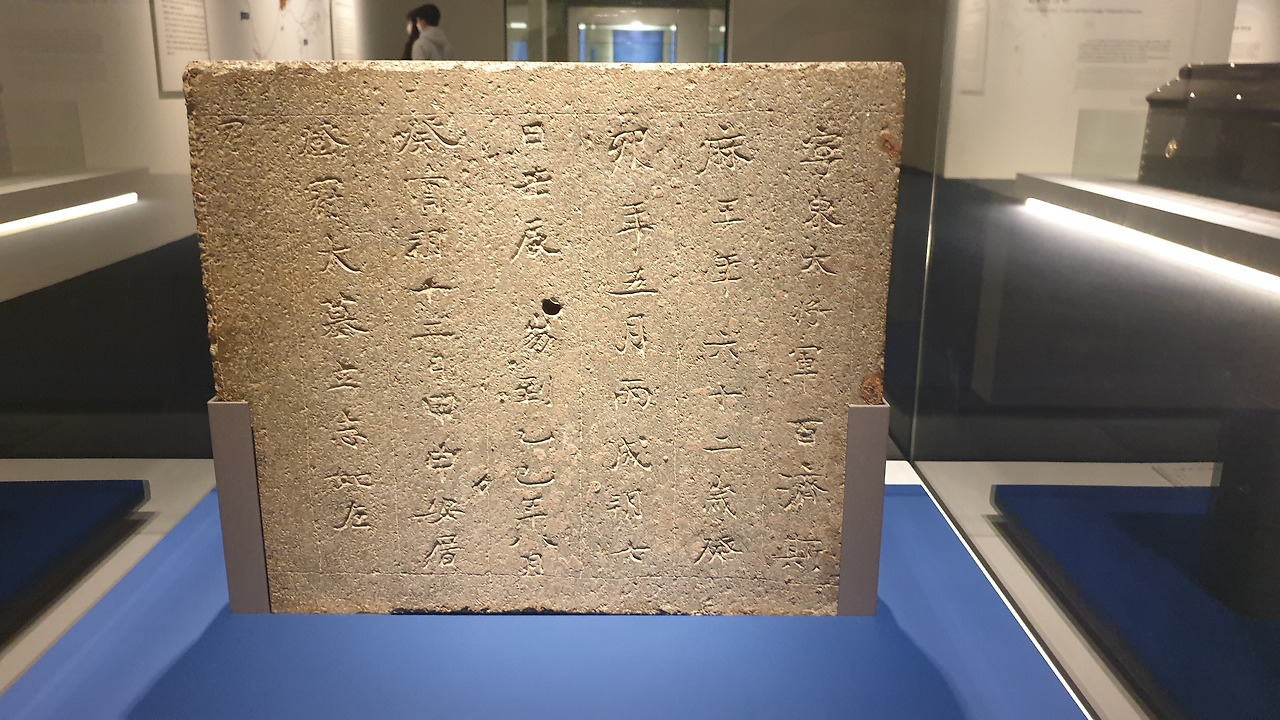 寧東大將軍百濟斯
麻王年六十二歲癸
卯年五月丙戌朔七
日壬辰崩到乙巳年八月
癸酉朔十二日甲申安厝
登冠大墓立志如左